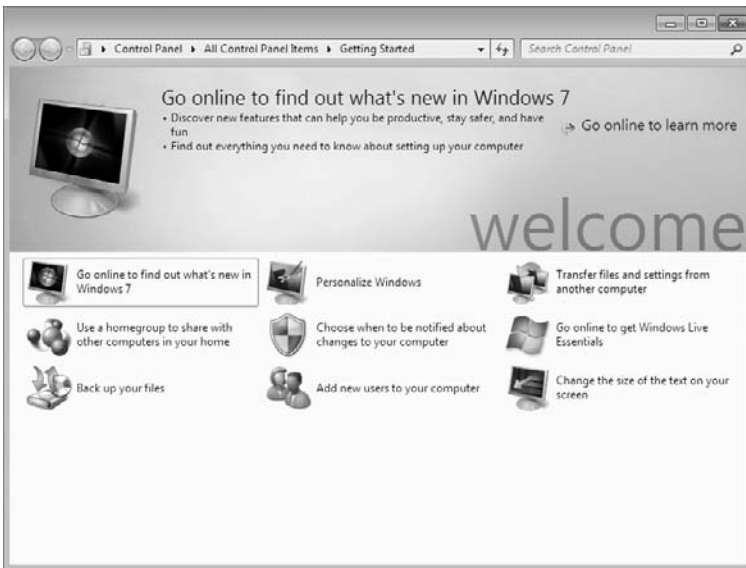 Control Panel ▸ All Control Panel Items ▸ Getting Started
Search Control Panel
Go online to find out what's new in Windows 7
• Discover new features that can help you be productive, stay safer, and have
fun
• Find out everything you need to know about setting up your computer
Go online to learn more
welcome
Go online to find out what's new in
Windows 7
Personalize Windows
Transfer files and settings from
another computer
Use a homegroup to share with
other computers in your home
Choose when to be notified about
changes to your computer
Go online to get Windows Live
Essentials
Back up your files
Add new users to your computer
Change the size of the text on your
screen